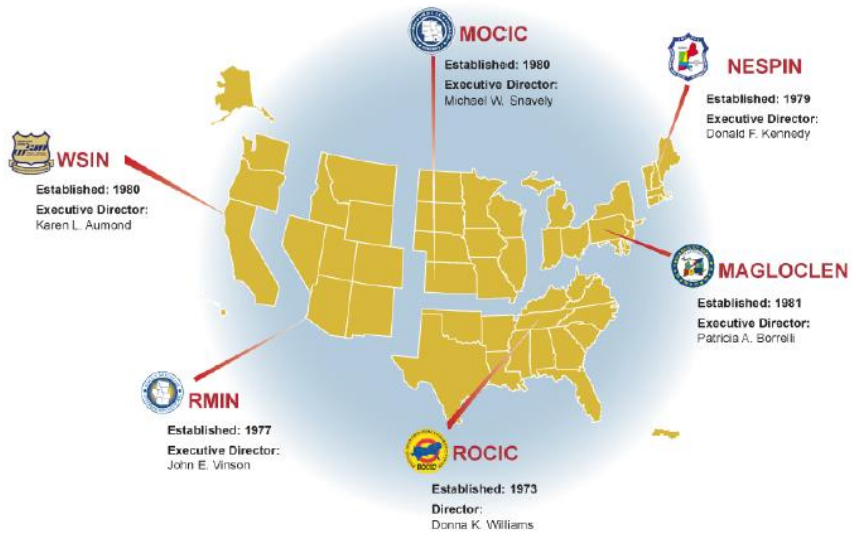 MOCIC
Established: 1980
Executive Director:
Michael W. Snavely
NESPIN
Established: 1979
Executive Director:
Donald F. Kennedy
WSIN
Established: 1980
Executive Director:
Karen L. Aumond
MAGLOCLEN
Established: 1981
Executive Director:
Patricia A. Borrelli
RMIN
Established: 1977
Executive Director:
John E. Vinson
ROCIC
ROCIC
Established: 1973
Director:
Donna K. Williams